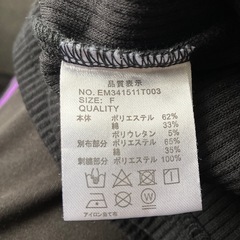 品質表示
NO. EM341511T003
SIZE: F
QUALITY
本体 ポリエステル 62%
綿 33%
ポリウレタン 5%
別布部分 ポリエステル 65%
綿 35%
刺繍部分 ポリエステル 100%
アイロン当て布